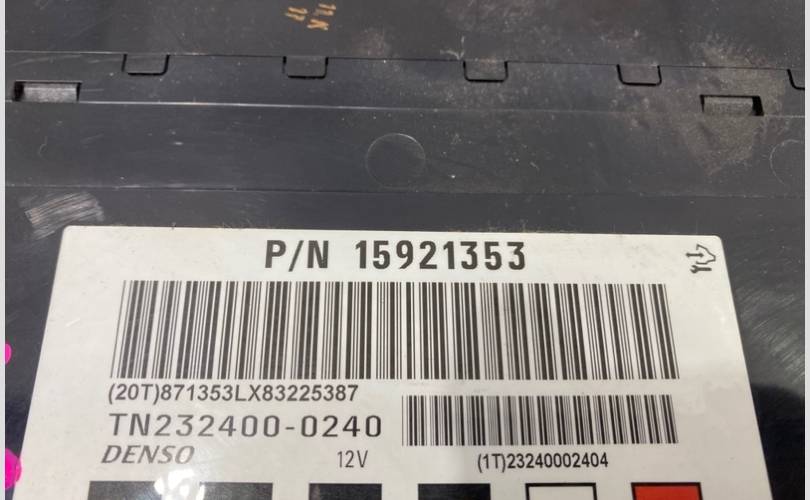 P/N 15921353
(20T)871353LX83225387
TN232400-0240
DENSO
12V
(1T)23240002404